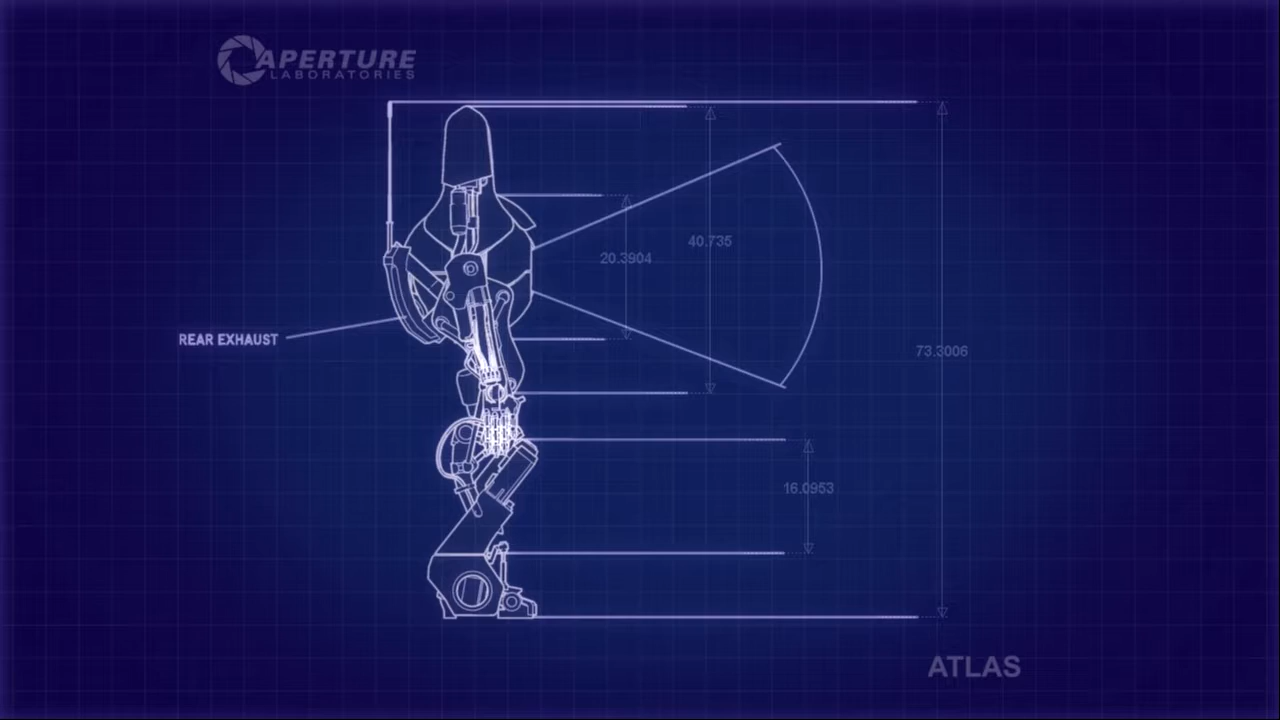 APERTURE
LABORATORIES
40.735
20.3904
REAR EXHAUST
73.3006
16.0953
ATLAS